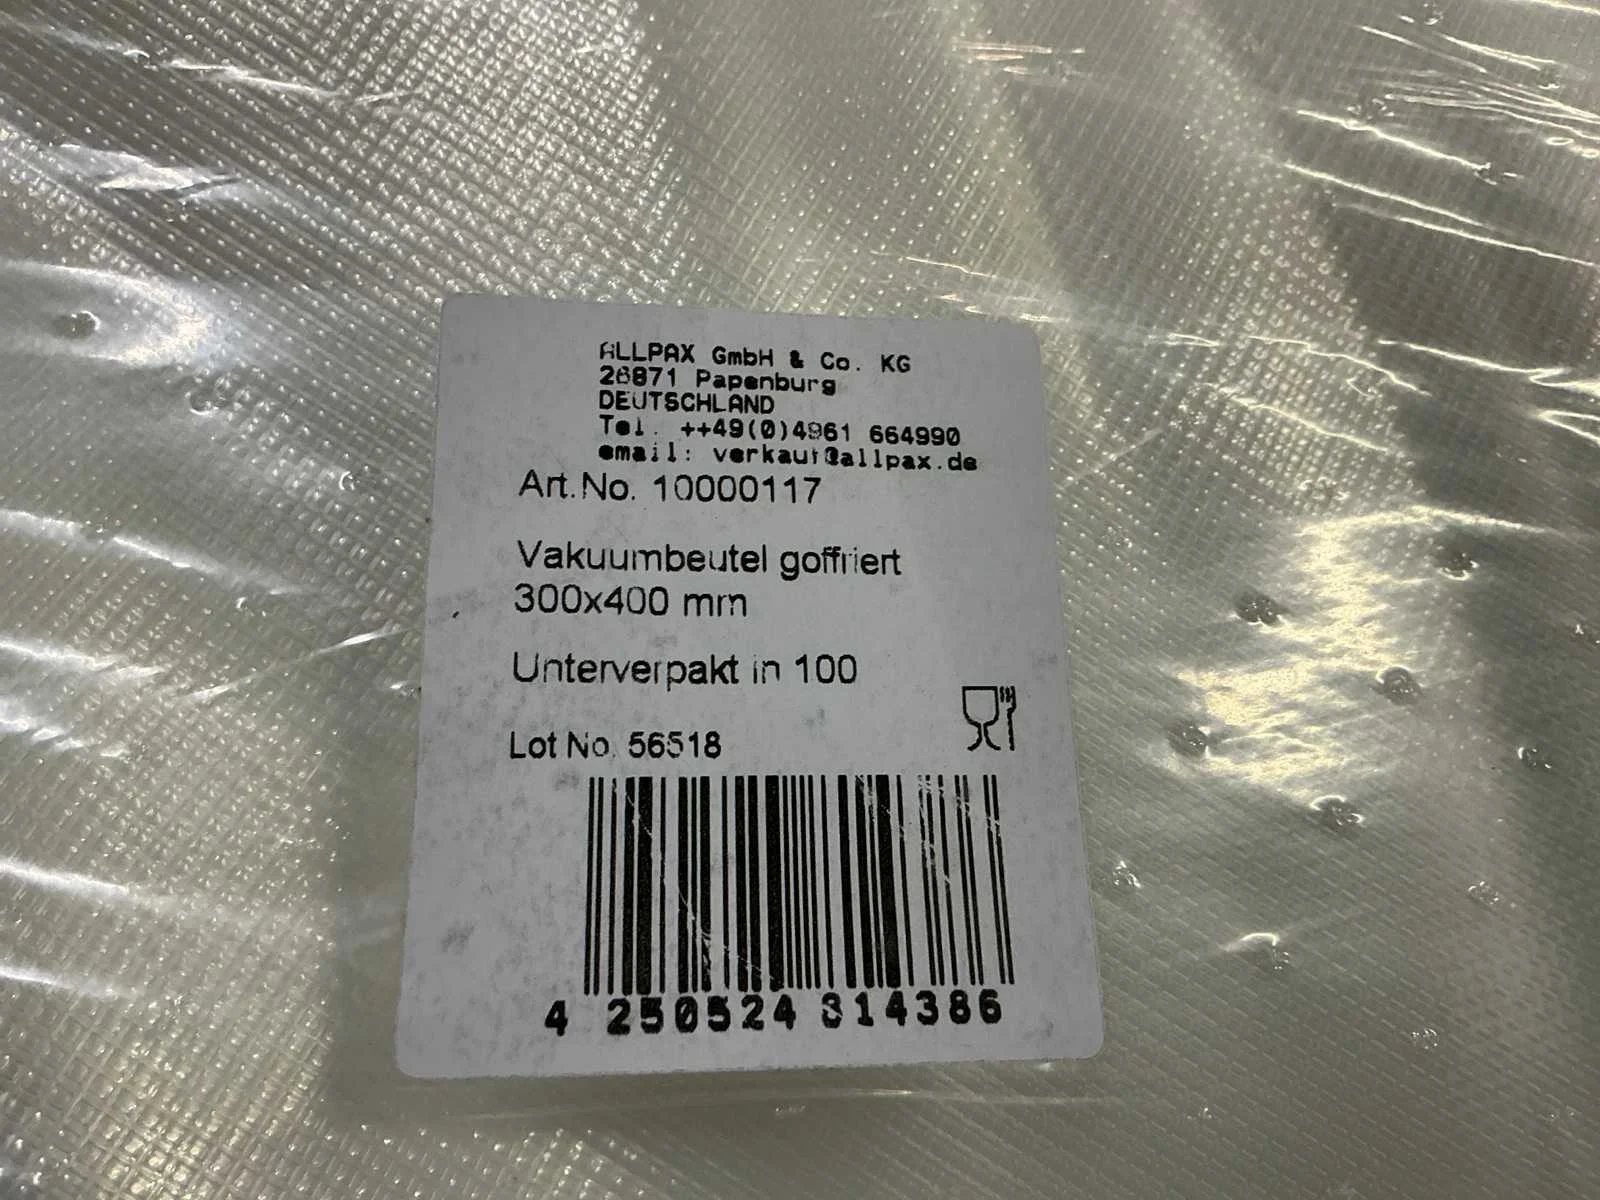 ALLPAX GmbH & Co. KG
26871 Papenburg
DEUTSCHLAND
Tel. ++49(0)4961 664990
email: verkauf@allpax.de
Art.No. 10000117
Vakuumbeutel goffriert
300x400 mm
Unterverpakt in 100
Lot No. 56518
4 250524 314386